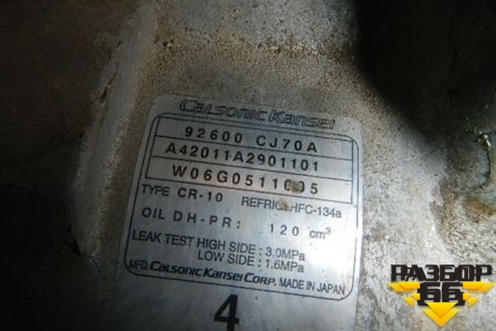 Calsonic Kansei
92600 CJ70A
A42011A2901101
W06G0511005
TYPE CR-10 REFRIG.HFC-134a
OIL DH-PR: 120 cm³
LEAK TEST HIGH SIDE : 3.0MPa
LOW SIDE : 1.6MPa
MFD. Calsonic Kansei Corp. MADE IN JAPAN
4
РАЗБОР
66